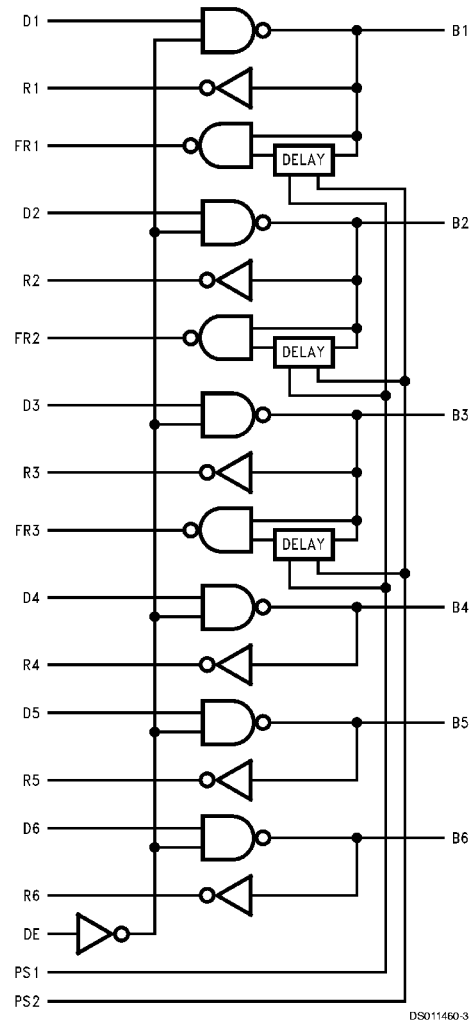 D1 B1
R1
FR1
DELAY
D2 B2
R2
FR2
DELAY
D3 B3
R3
FR3
DELAY
D4 B4
R4
D5 B5
R5
D6 B6
R6
DE
PS1
PS2
DS011460-3